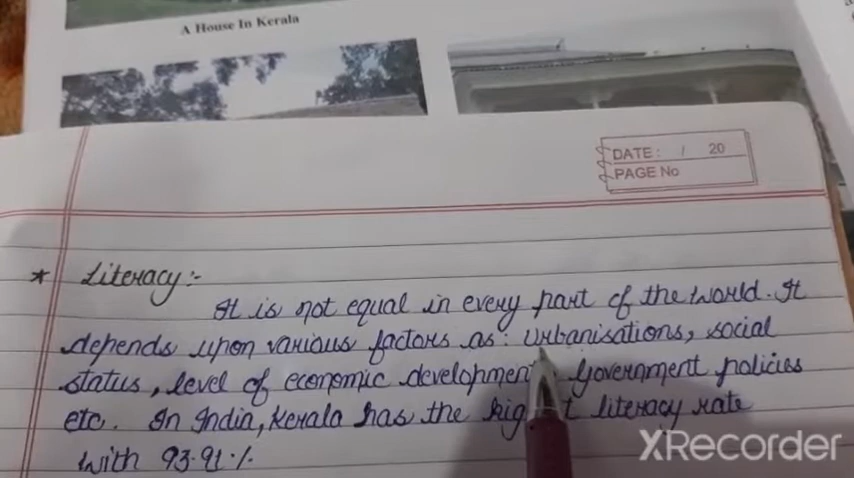 A House In Kerala
DATE: / 20
PAGE No
* Literacy:-
It is not equal in every part of the world. It
depends upon various factors as: Urbanisations, social
status, level of economic development Government policies
etc. In India, Kerala has the literacy rate
with 93.91%
XRecorder